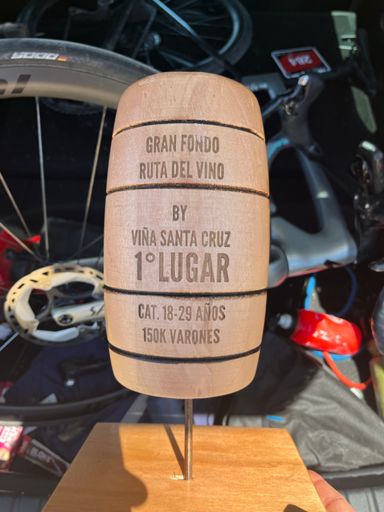 GRAN FONDO
RUTA DEL VINO
BY
VIÑA SANTA CRUZ
1°LUGAR
CAT. 18-29 AÑOS
150K VARONES